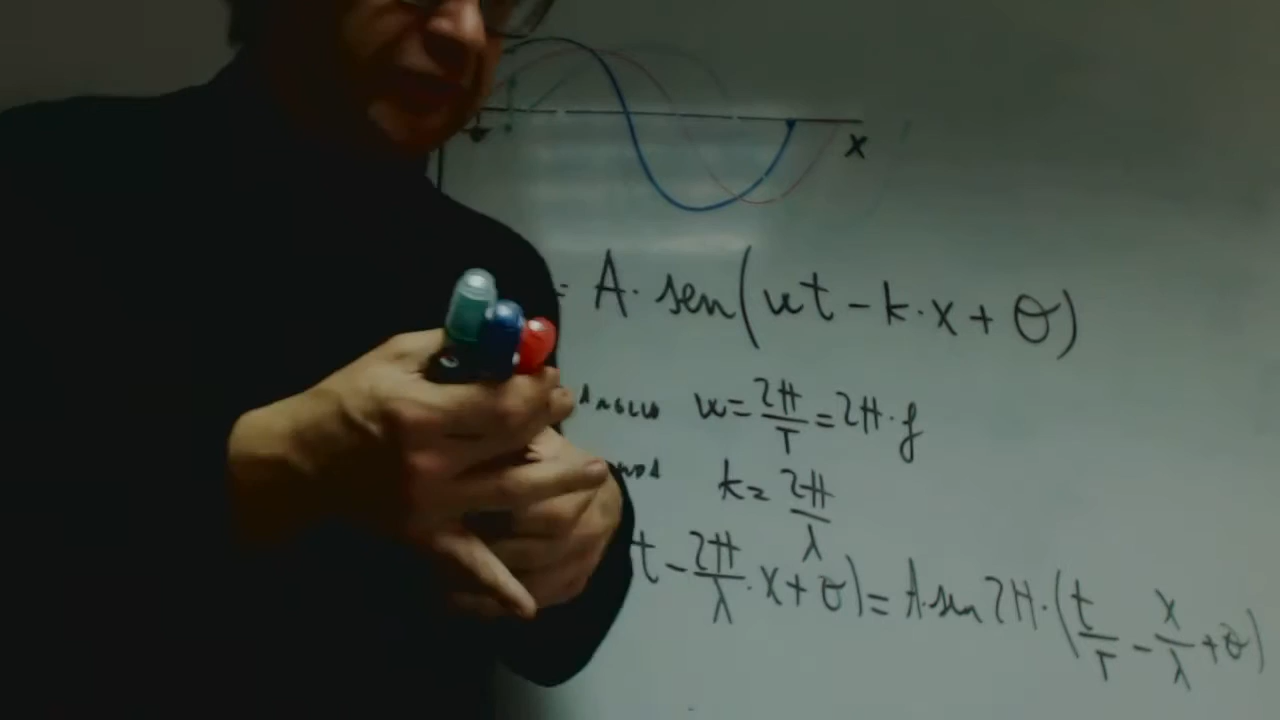 x
= A · sen(ωt - k·x + θ)
ω = 2π/T = 2π · f
k = 2π/λ
t - 2π/λ · x + θ) = A·sen 2π · (t/T - x/λ + θ)